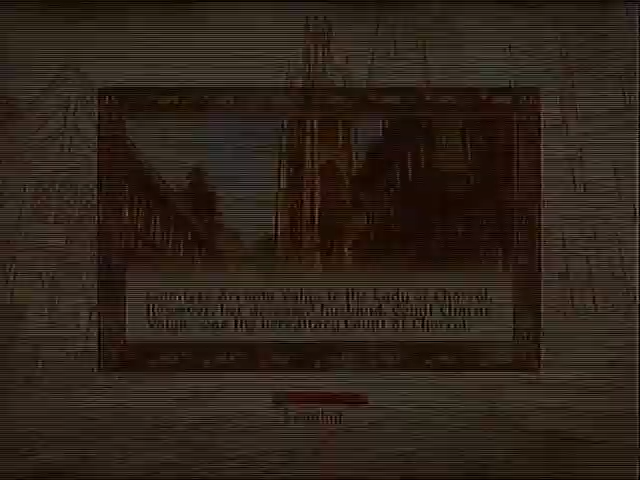 Countess Arriana Valga is the Lady of Chorrol.
However, her deceased husband, Count Charus
Valga, was the hereditary Count of Chorrol.
Loading